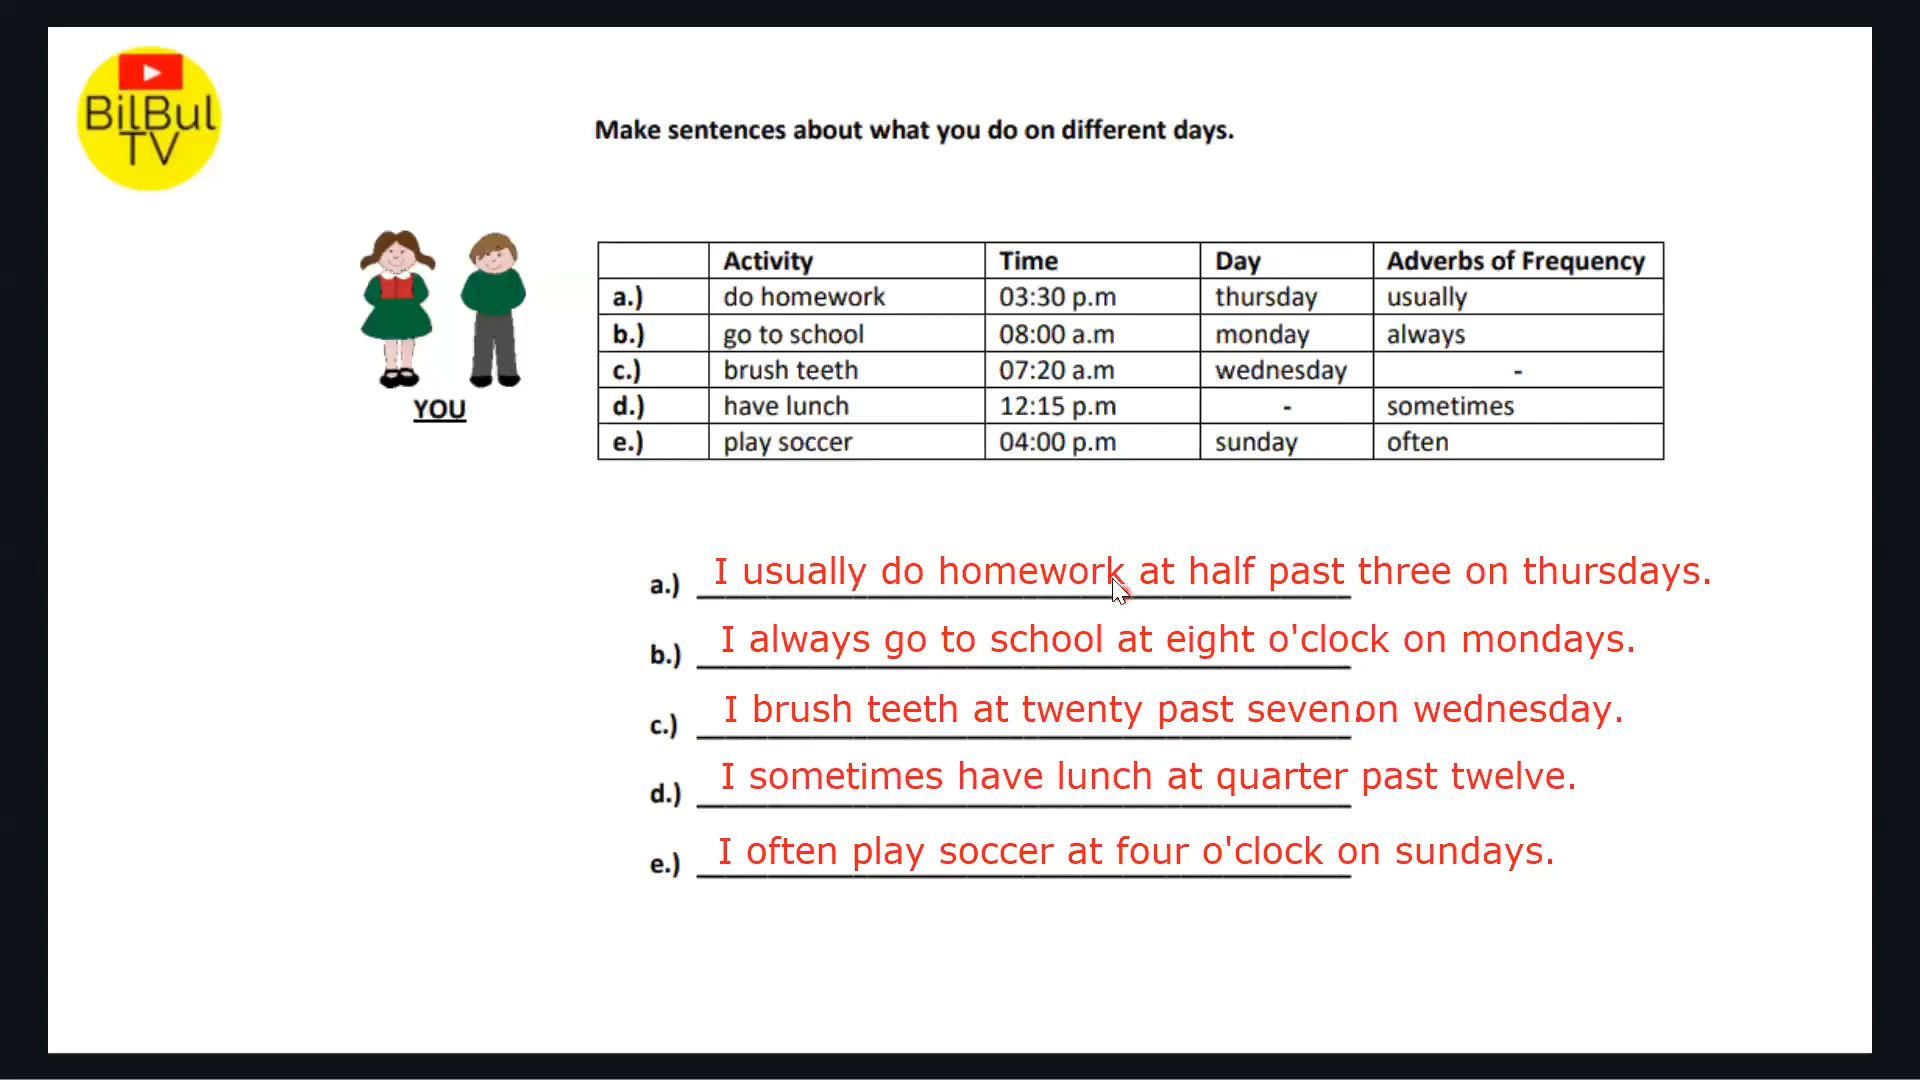 BilBul
TV
Make sentences about what you do on different days.
YOU
Activity Time Day Adverbs of Frequency
a.) do homework 03:30 p.m thursday usually
b.) go to school 08:00 a.m monday always
c.) brush teeth 07:20 a.m wednesday -
d.) have lunch 12:15 p.m - sometimes
e.) play soccer 04:00 p.m sunday often
a.) I usually do homework at half past three on thursdays.
b.) I always go to school at eight o'clock on mondays.
c.) I brush teeth at twenty past seven.on wednesday.
d.) I sometimes have lunch at quarter past twelve.
e.) I often play soccer at four o'clock on sundays.